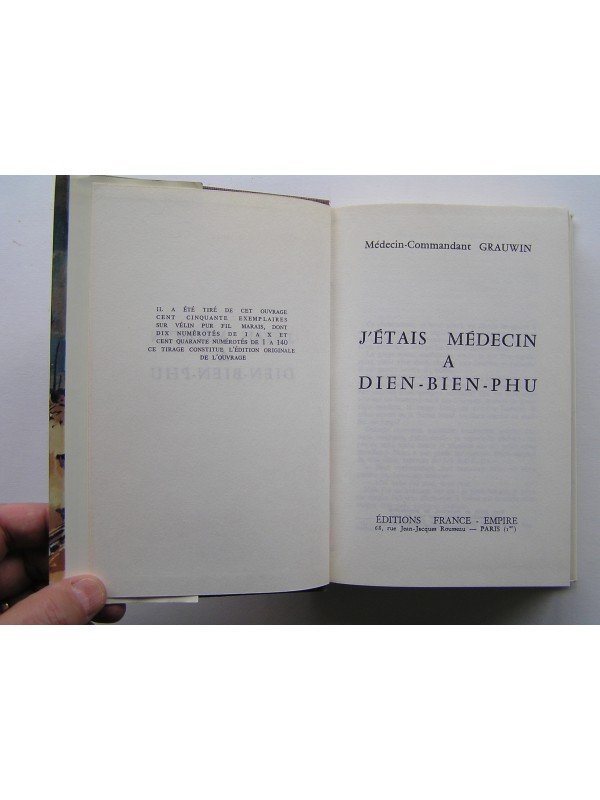 IL A ÉTÉ TIRÉ DE CET OUVRAGE
CENT CINQUANTE EXEMPLAIRES
SUR VÉLIN PUR FIL MARAIS, DONT
DIX NUMÉROTÉS DE I A X ET
CENT QUARANTE NUMÉROTÉS DE 1 A 140
CE TIRAGE CONSTITUE L'ÉDITION ORIGINALE
DE L'OUVRAGE
Médecin-Commandant GRAUWIN
J'ÉTAIS MÉDECIN
A
DIEN-BIEN-PHU
ÉDITIONS FRANCE - EMPIRE
68, rue Jean-Jacques Rousseau — PARIS (1er)